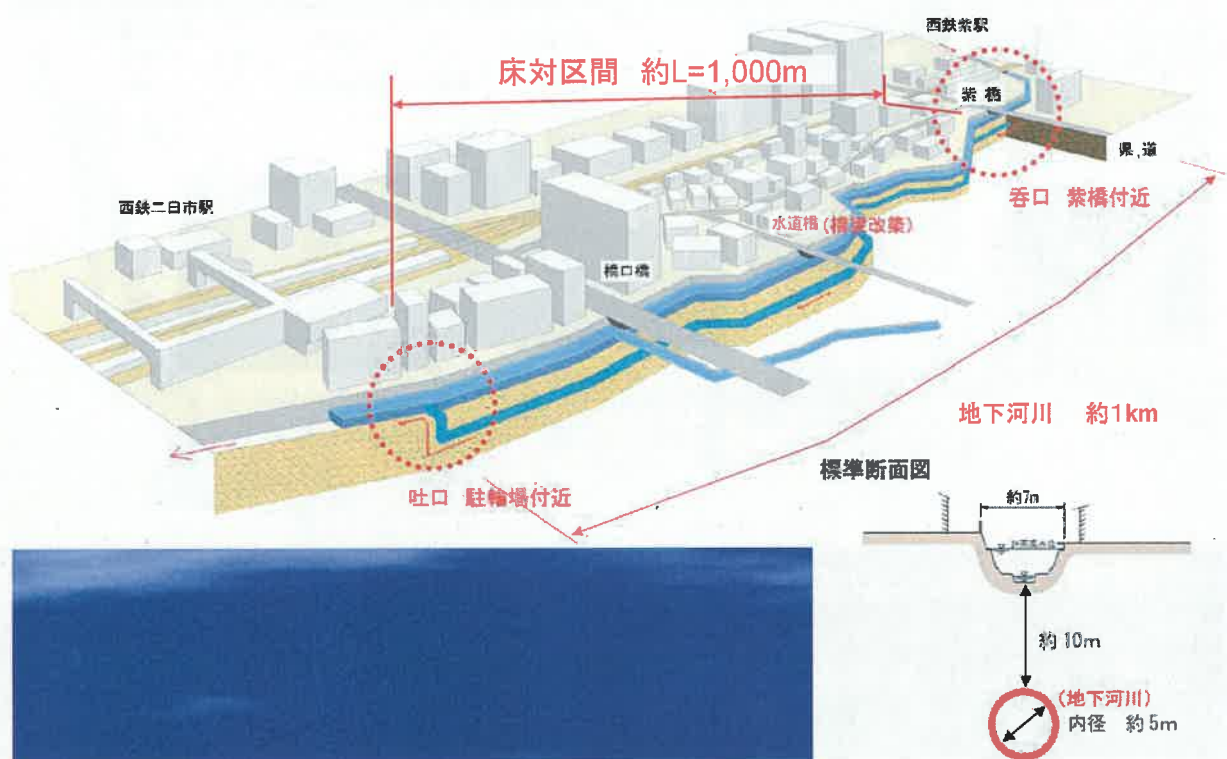 西鉄紫駅
床対区間 約L=1,000m
紫橋
県,道
西鉄二日市駅
呑口 紫橋付近
水道橋(橋梁改築)
橋口橋
地下河川 約1km
吐口 駐輪場付近
標準断面図
約7m
約10m
(地下河川)
内径 約5m